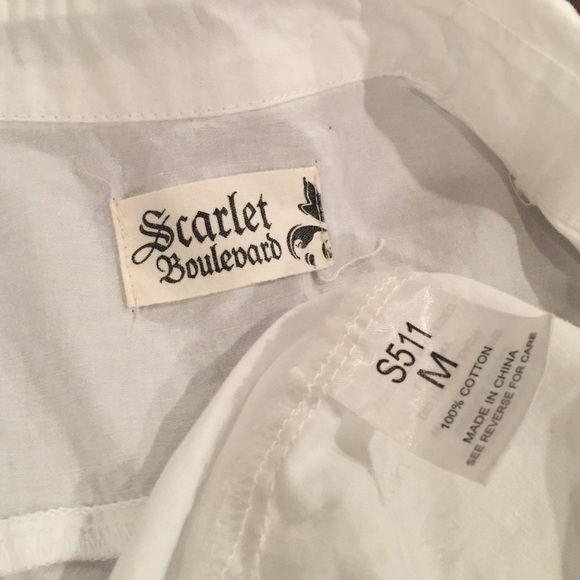 Scarlet
Boulevard
S511
M
100% COTTON
MADE IN CHINA
SEE REVERSE FOR CARE